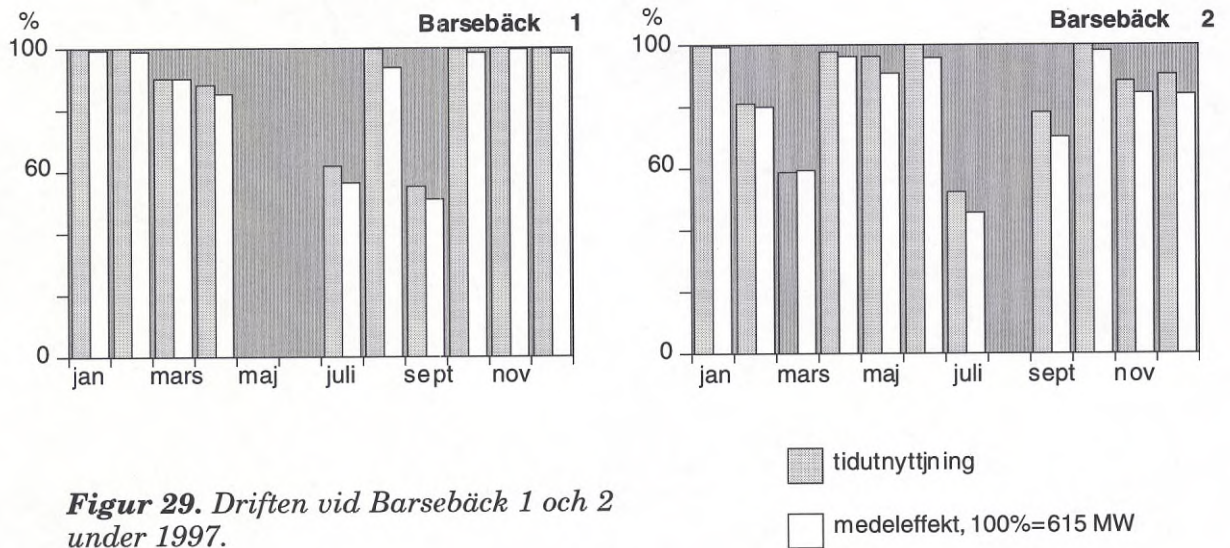 %
Barsebäck 1
100
60
0
jan mars maj juli sept nov
%
Barsebäck 2
100
60
0
jan mars maj juli sept nov
tidutnyttjning
medeleffekt, 100%=615 MW
Figur 29. Driften vid Barsebäck 1 och 2
under 1997.